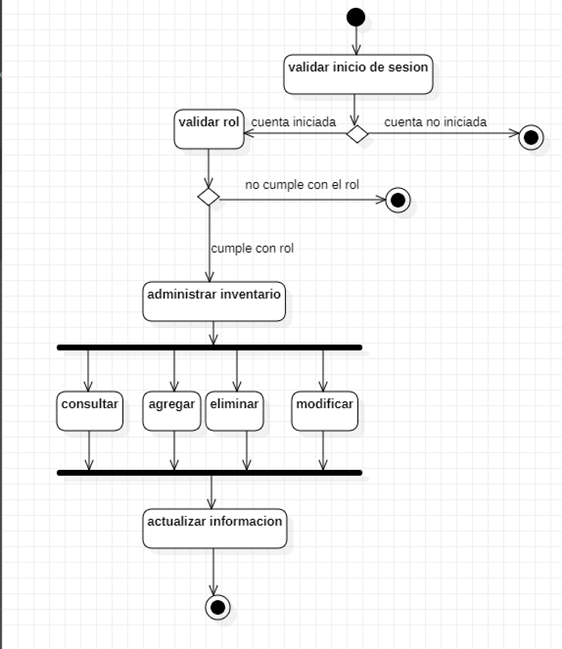 validar inicio de sesion
validar rol
cuenta iniciada
cuenta no iniciada
no cumple con el rol
cumple con rol
administrar inventario
consultar
agregar
eliminar
modificar
actualizar informacion